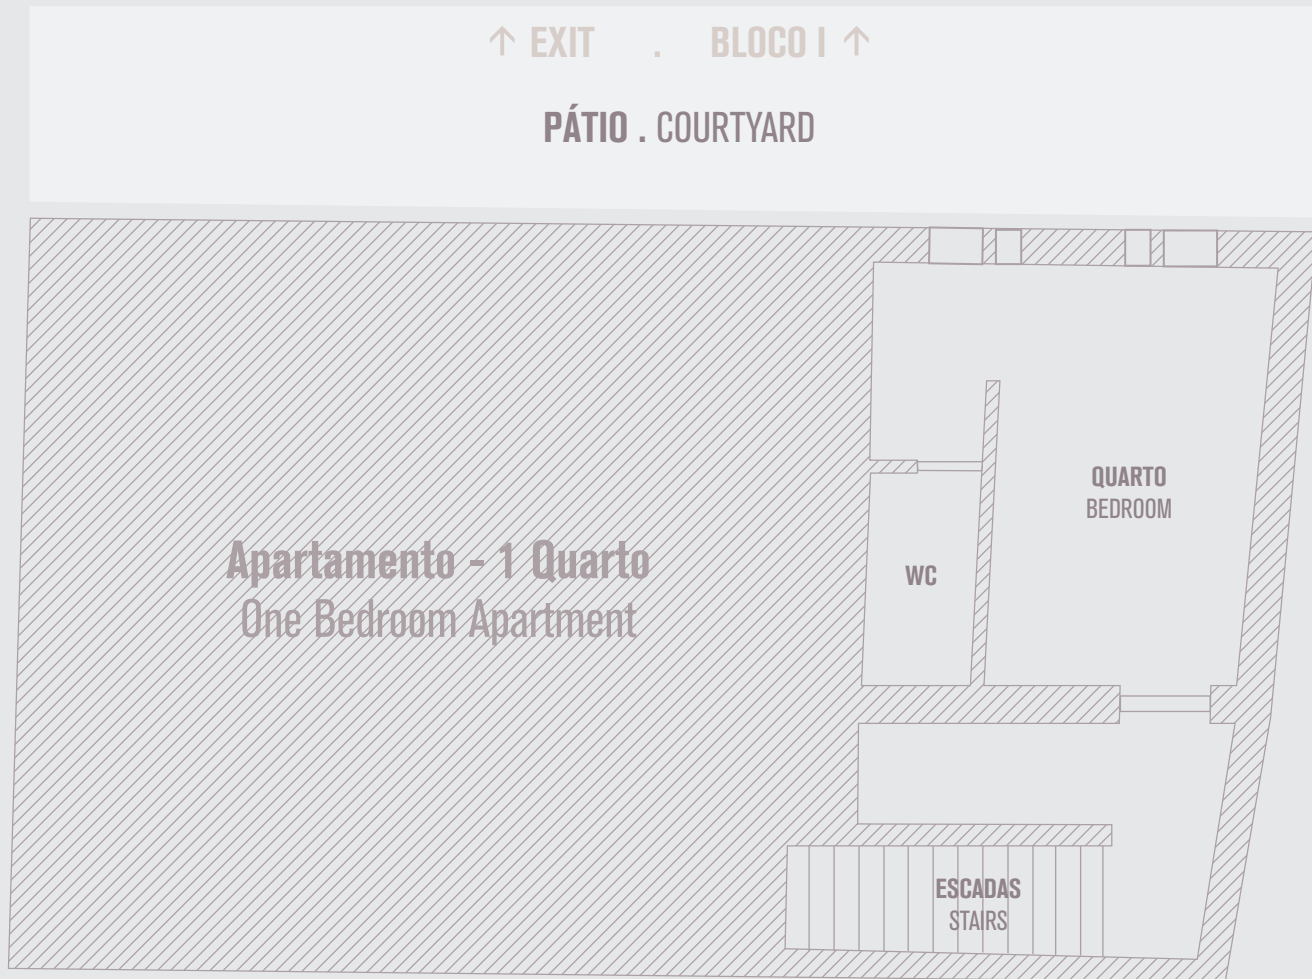 ↑ EXIT . BLOCO I ↑
PÁTIO . COURTYARD
QUARTO
BEDROOM
Apartamento - 1 Quarto
One Bedroom Apartment
WC
ESCADAS
STAIRS